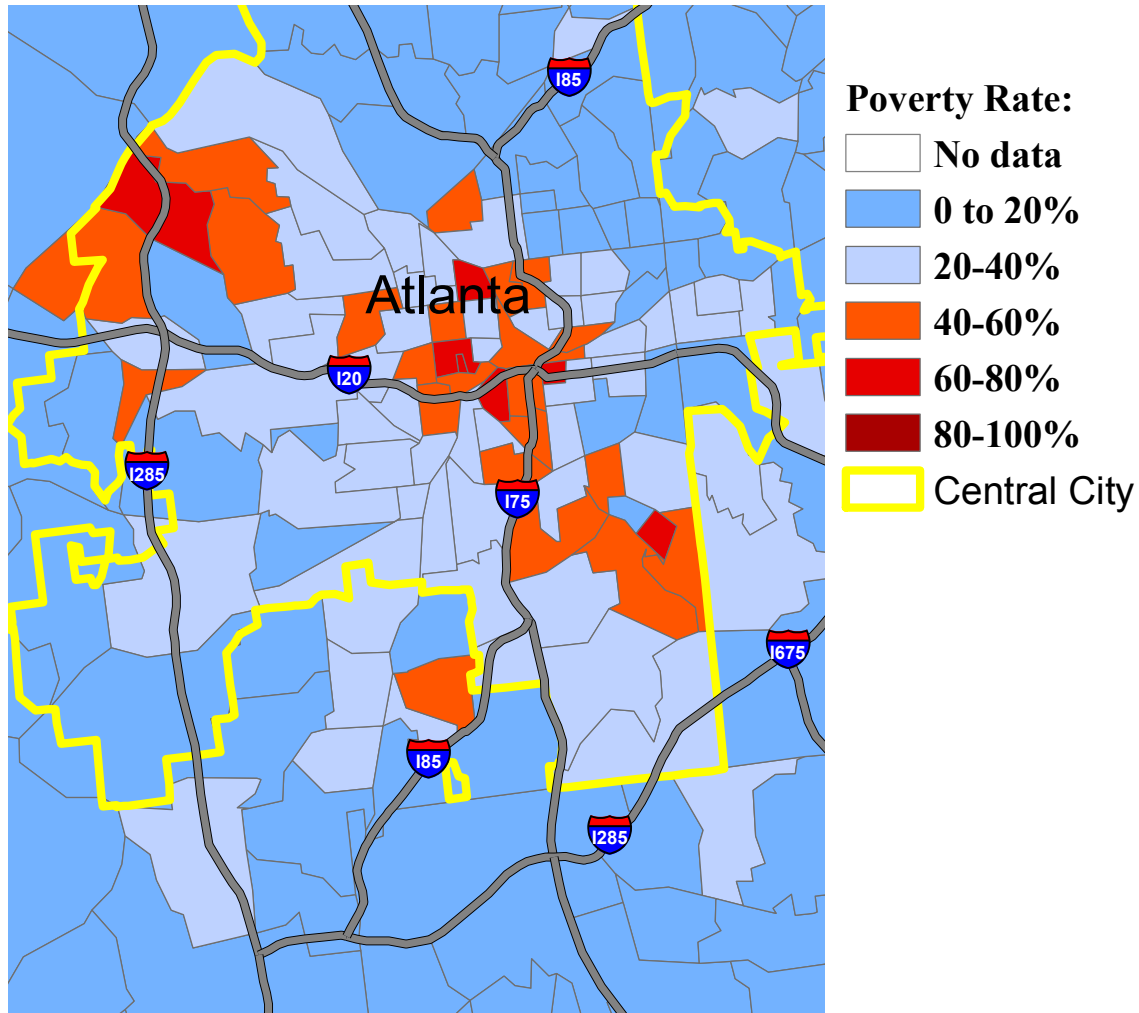 I85
Atlanta
I20
I285
I75
I675
I85
I285
Poverty Rate:
No data
0 to 20%
20-40%
40-60%
60-80%
80-100%
Central City